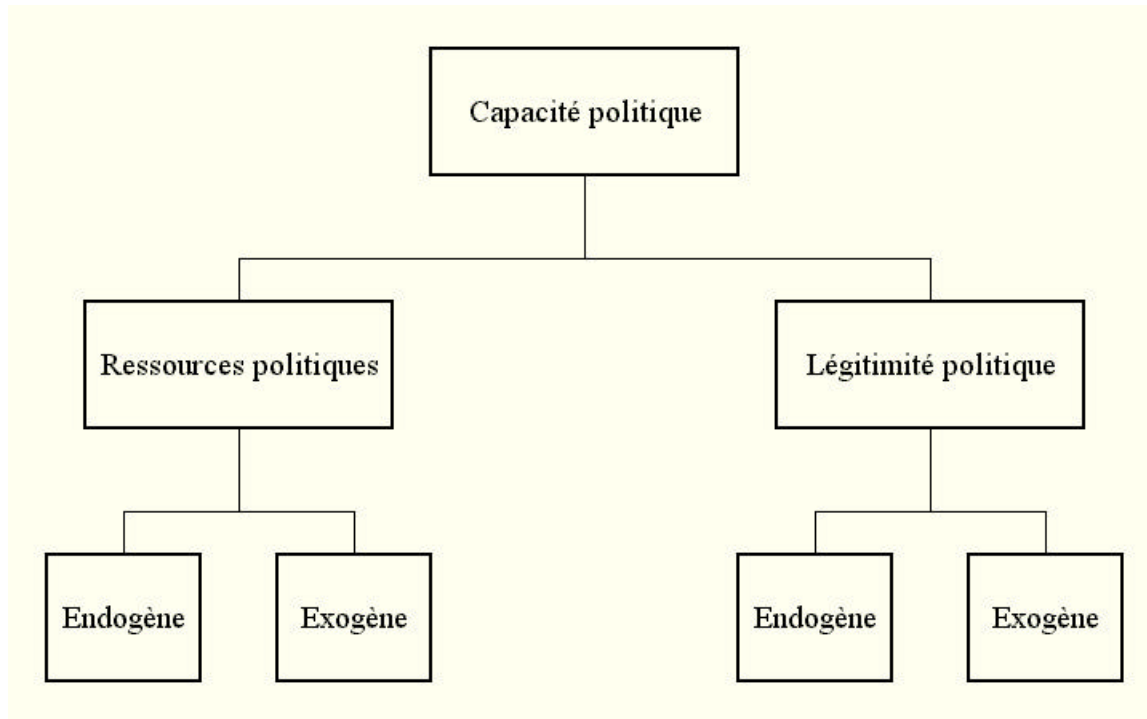 Capacité politique
Ressources politiques
Légitimité politique
Endogène
Exogène
Endogène
Exogène